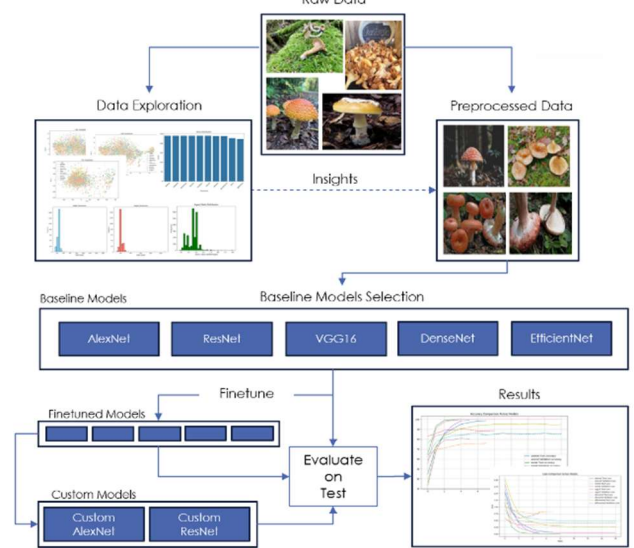 Raw Data
Data Exploration
Preprocessed Data
Insights
Baseline Models
Baseline Models Selection
AlexNet
ResNet
VGG16
DenseNet
EfficientNet
Finetune
Results
Finetuned Models
Evaluate
on
Test
Custom Models
Custom
AlexNet
Custom
ResNet